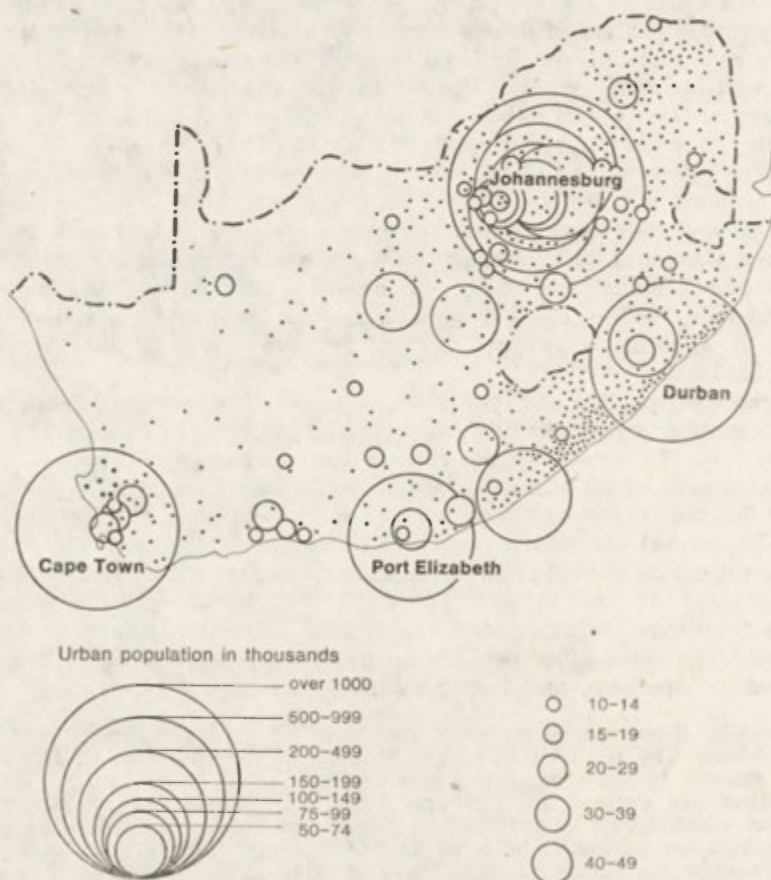 Johannesburg
Durban
Cape Town
Port Elizabeth
Urban population in thousands
over 1000
500–999
200–499
150–199
100–149
75–99
50–74
10–14
15–19
20–29
30–39
40–49